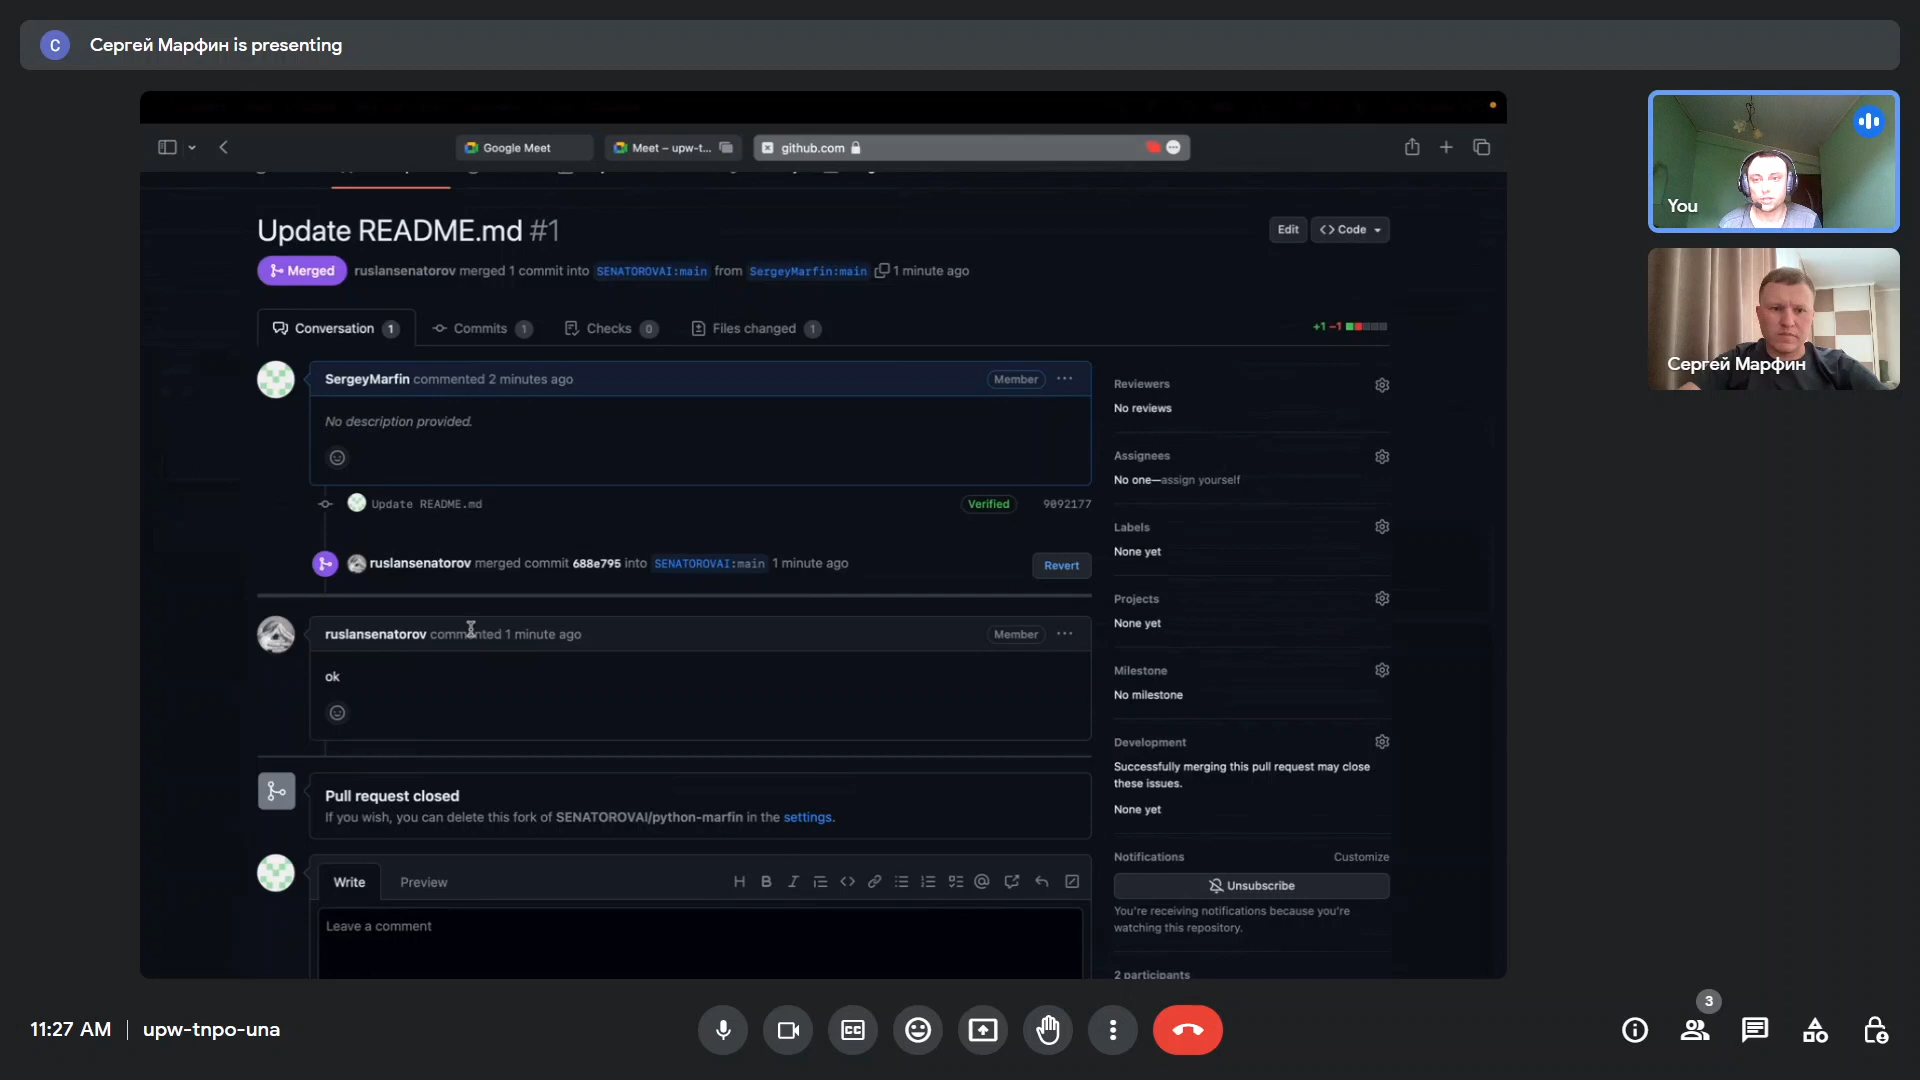 C Сергей Марфин is presenting
Google Meet
Meet – upw-t...
github.com
Update README.md #1
Edit
Code
Merged
ruslansenatorov merged 1 commit into SENATOROVAI:main from SergeyMarfin:main 1 minute ago
Conversation 1
Commits 1
Checks 0
Files changed 1
+1 −1
SergeyMarfin commented 2 minutes ago
Member
No description provided.
Update README.md
Verified
9092177
ruslansenatorov merged commit 688e795 into SENATOROVAI:main 1 minute ago
Revert
ruslansenatorov commented 1 minute ago
Member
ok
Pull request closed
If you wish, you can delete this fork of SENATOROVAI/python-marfin in the settings.
Write
Preview
Leave a comment
Reviewers
No reviews
Assignees
No one—assign yourself
Labels
None yet
Projects
None yet
Milestone
No milestone
Development
Successfully merging this pull request may close
these issues.
None yet
Notifications
Customize
Unsubscribe
You're receiving notifications because you're
watching this repository.
2 participants
You
Сергей Марфин
11:27 AM
upw-tnpo-una
3